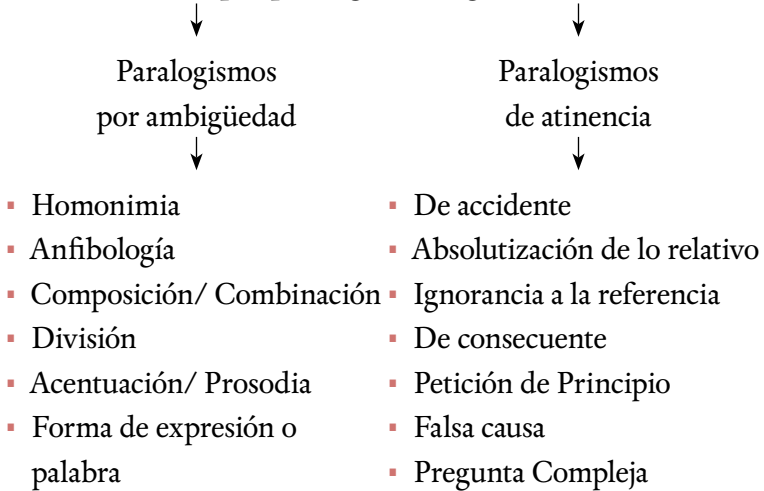 Paralogismos
por ambigüedad
▪ Homonimia
▪ Anfibología
▪ Composición/ Combinación
▪ División
▪ Acentuación/ Prosodia
▪ Forma de expresión o
palabra
Paralogismos
de atinencia
▪ De accidente
▪ Absolutización de lo relativo
▪ Ignorancia a la referencia
▪ De consecuente
▪ Petición de Principio
▪ Falsa causa
▪ Pregunta Compleja